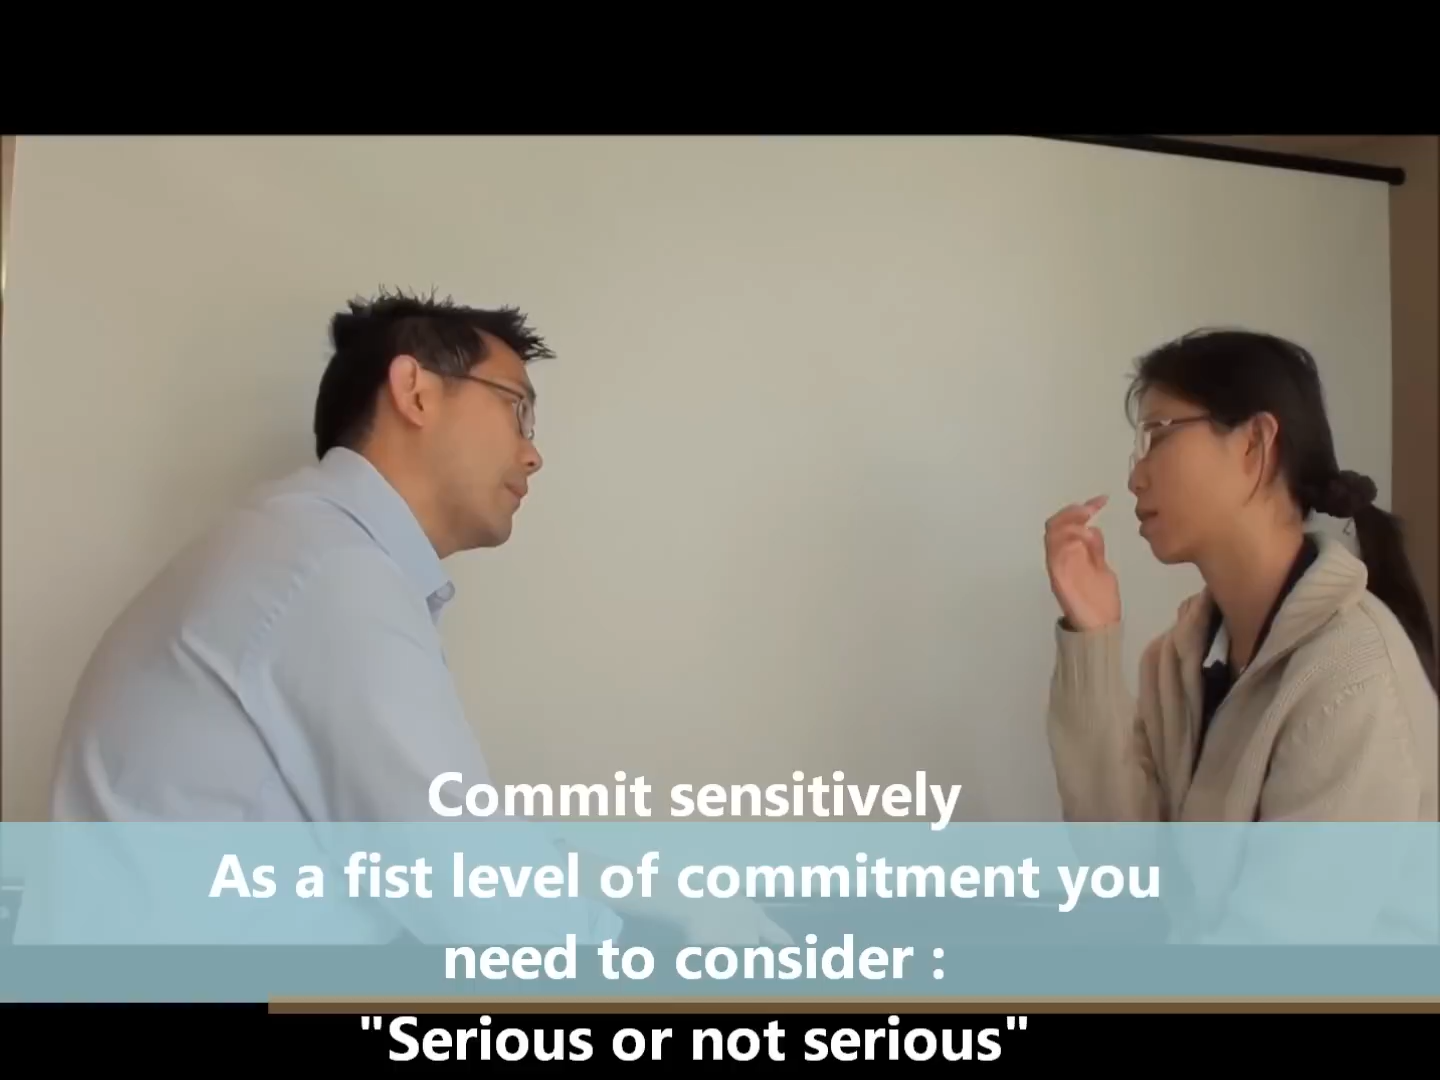 Commit sensitively
As a fist level of commitment you
need to consider :
"Serious or not serious"